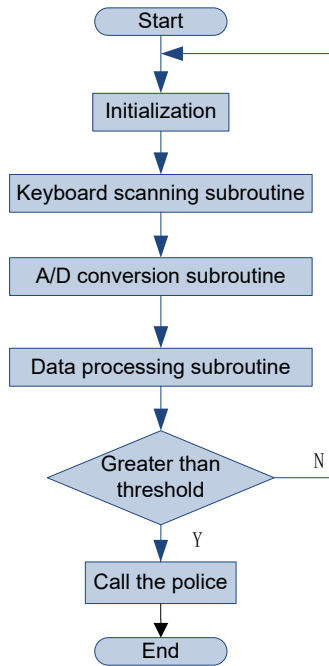 Start
Initialization
Keyboard scanning subroutine
A/D conversion subroutine
Data processing subroutine
Greater than
threshold
N
Y
Call the police
End